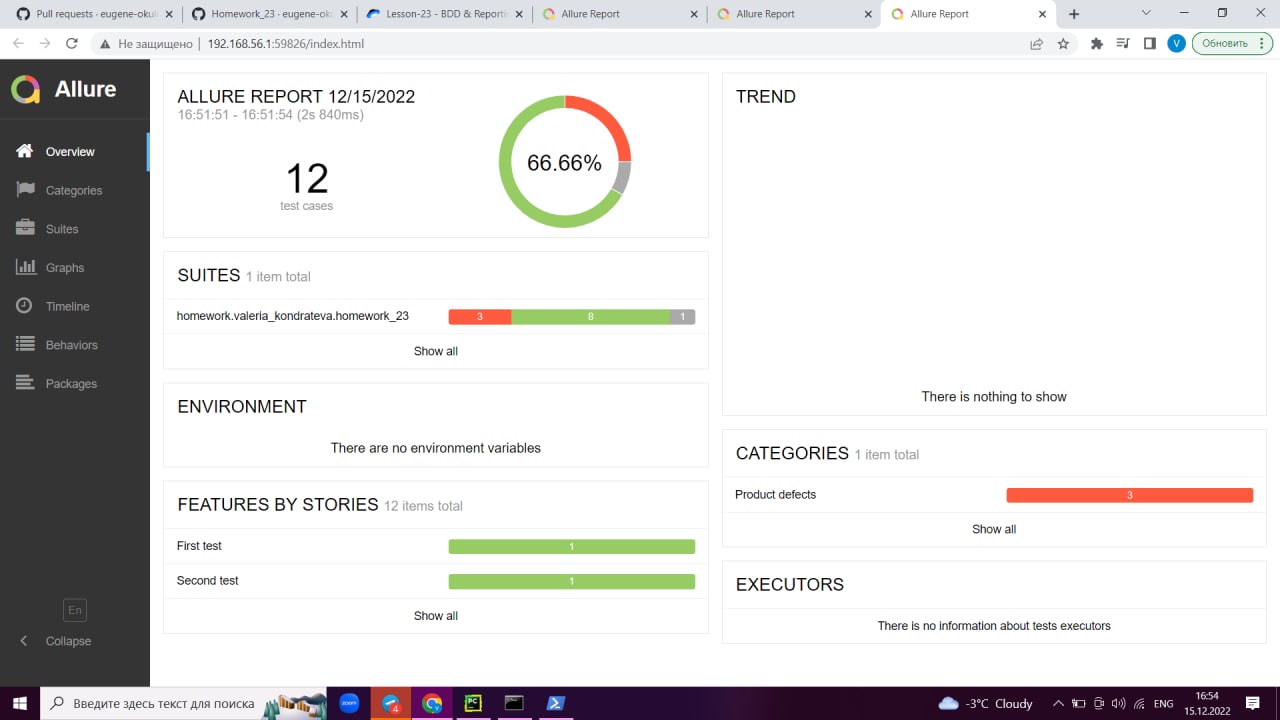 Pull requests · eugene-okul
Homework_23 · eugene-ok
Lesson-23 - BDD & Reportin
Allure Report
Allure Report
Allure Report
Не защищено | 192.168.56.1:59826/index.html
V
Обновить
Allure
Overview
Categories
Suites
Graphs
Timeline
Behaviors
Packages
En
Collapse
ALLURE REPORT 12/15/2022
16:51:51 - 16:51:54 (2s 840ms)
12
test cases
66.66%
SUITES 1 item total
homework.valeria_kondrateva.homework_23 3 8 1
Show all
ENVIRONMENT
There are no environment variables
FEATURES BY STORIES 12 items total
First test 1
Second test 1
Show all
TREND
There is nothing to show
CATEGORIES 1 item total
Product defects 3
Show all
EXECUTORS
There is no information about tests executors
Введите здесь текст для поиска
zoom
4
PC
-3°C Cloudy
ENG
16:54
15.12.2022